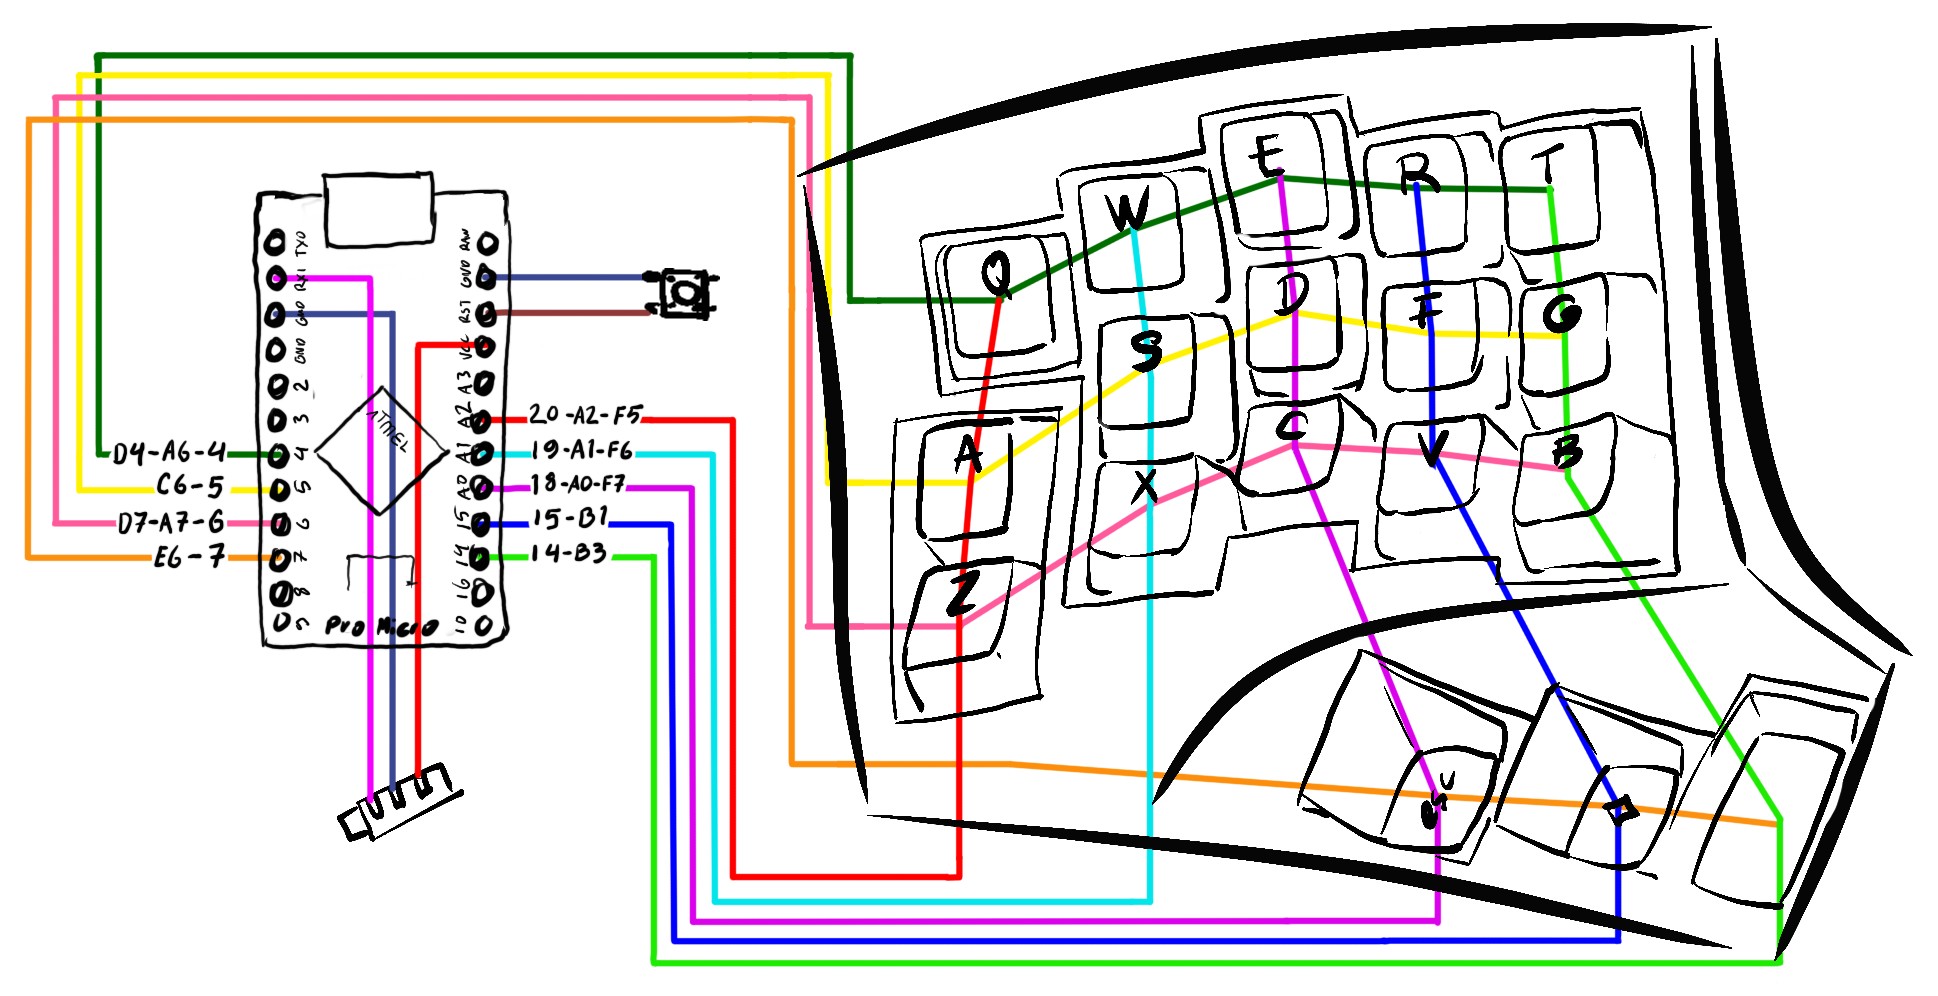 TX0 RAW
RX1 GND
GND RST
GND VCC
2 A3
3 A2
4 A1
5 A0
6 15
7 14
8 16
9 10
ATMEL
Pro Micro
D4-A6-4
C6-5
D7-A7-6
E6-7
20-A2-F5
19-A1-F6
18-A0-F7
15-B1
14-B3
Q W E R T
A S D F G
Z X C V B